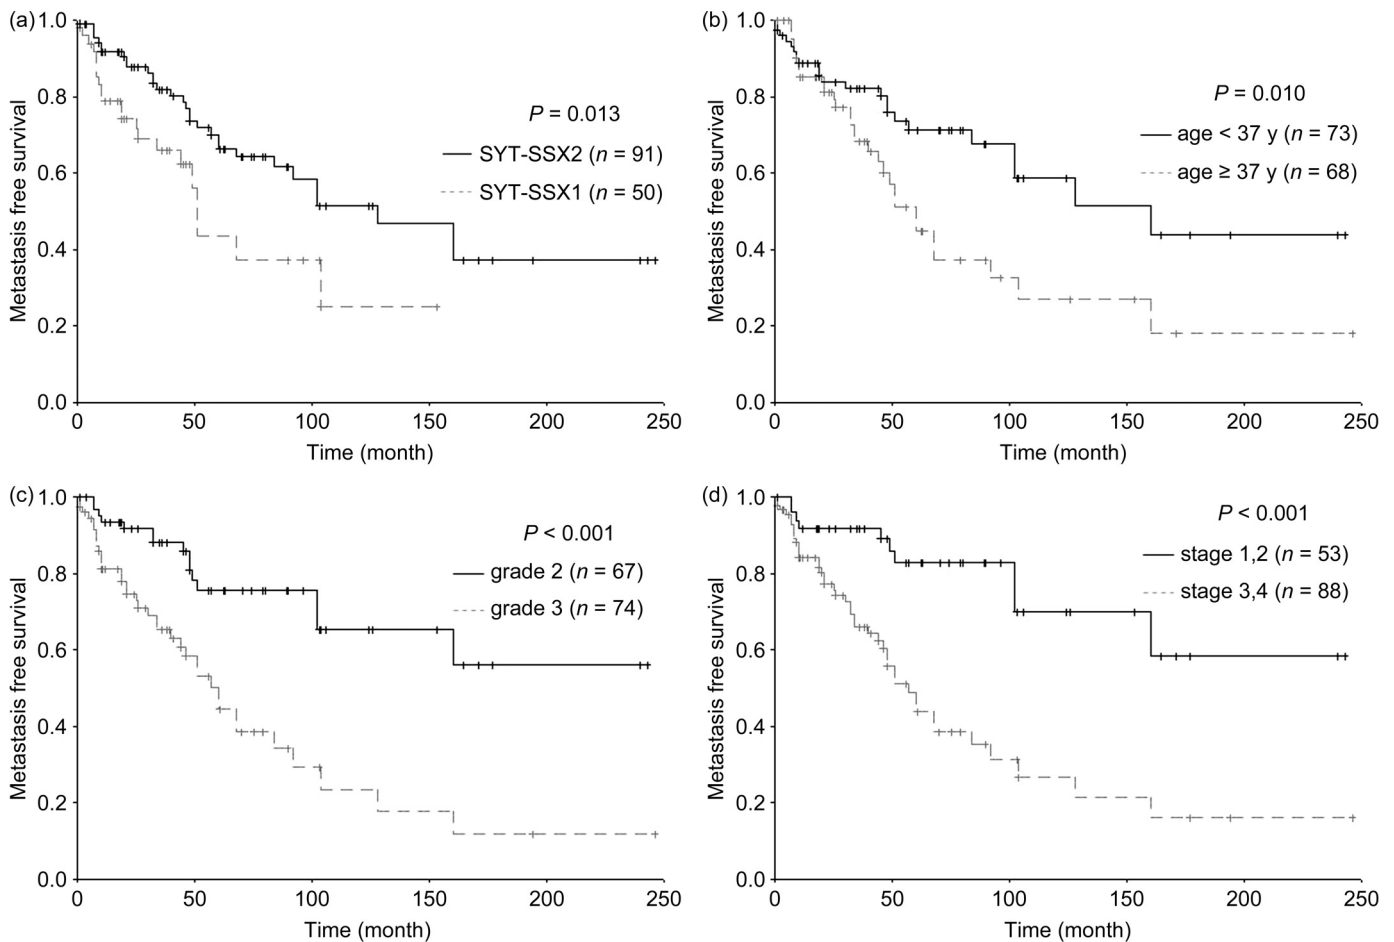 (a)
1.0
0.8
0.6
0.4
0.2
0.0
Metastasis free survival
P = 0.013
SYT-SSX2 (n = 91)
SYT-SSX1 (n = 50)
0 50 100 150 200 250
Time (month)
(b)
1.0
0.8
0.6
0.4
0.2
0.0
Metastasis free survival
P = 0.010
age < 37 y (n = 73)
age ≥ 37 y (n = 68)
0 50 100 150 200 250
Time (month)
(c)
1.0
0.8
0.6
0.4
0.2
0.0
Metastasis free survival
P < 0.001
grade 2 (n = 67)
grade 3 (n = 74)
0 50 100 150 200 250
Time (month)
(d)
1.0
0.8
0.6
0.4
0.2
0.0
Metastasis free survival
P < 0.001
stage 1,2 (n = 53)
stage 3,4 (n = 88)
0 50 100 150 200 250
Time (month)